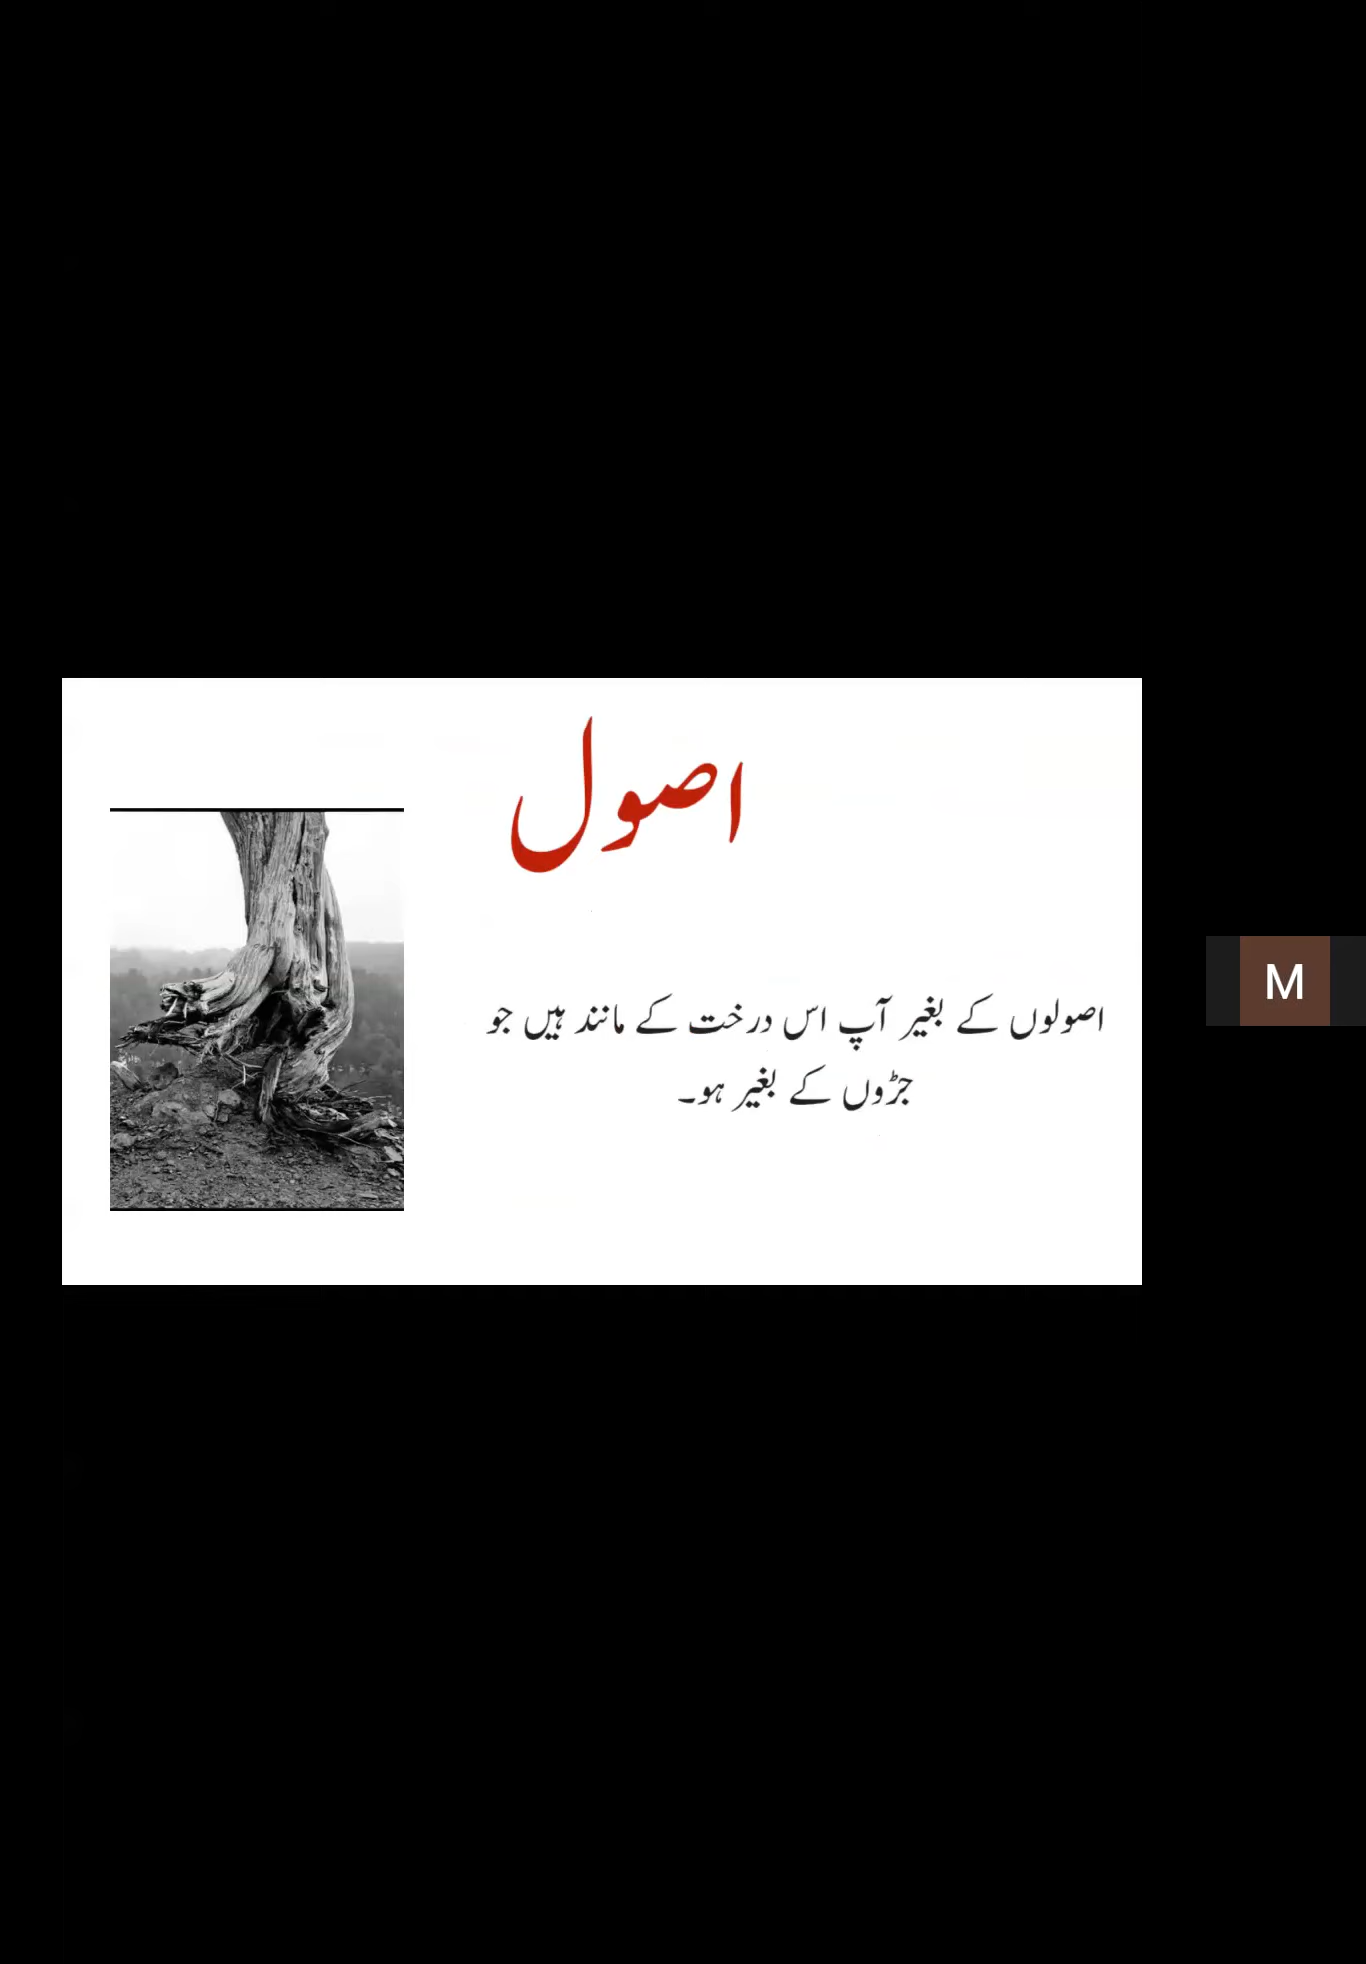 اصول
اصولوں کے بغیر آپ اس درخت کے مانند ہیں جو
جڑوں کے بغیر ہو۔
M